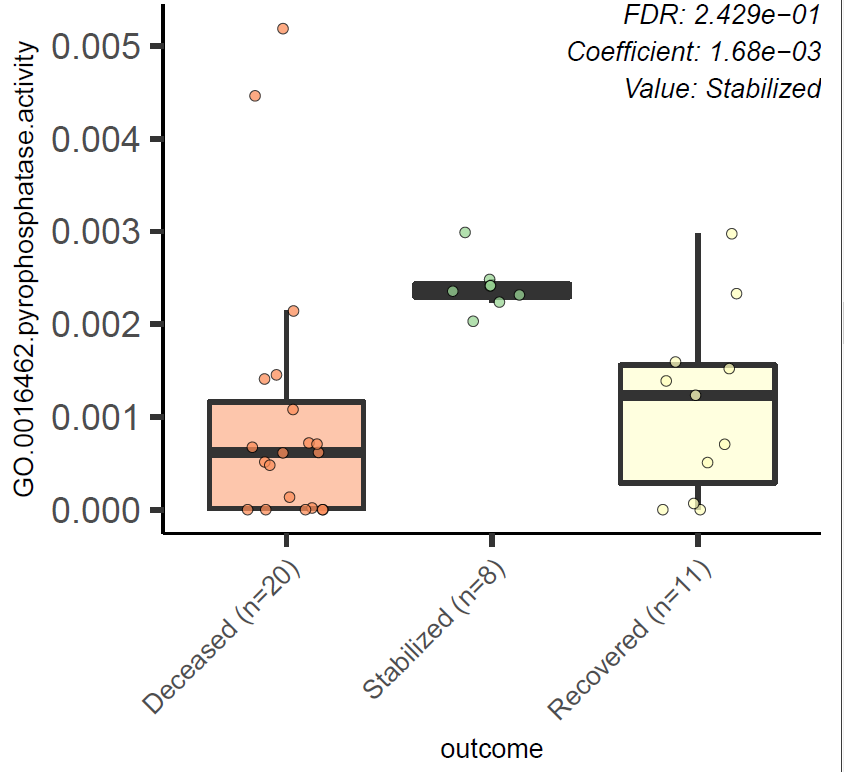 FDR: 2.429e−01
Coefficient: 1.68e−03
Value: Stabilized
GO.0016462.pyrophosphatase.activity
0.005
0.004
0.003
0.002
0.001
0.000
Deceased (n=20)
Stabilized (n=8)
Recovered (n=11)
outcome